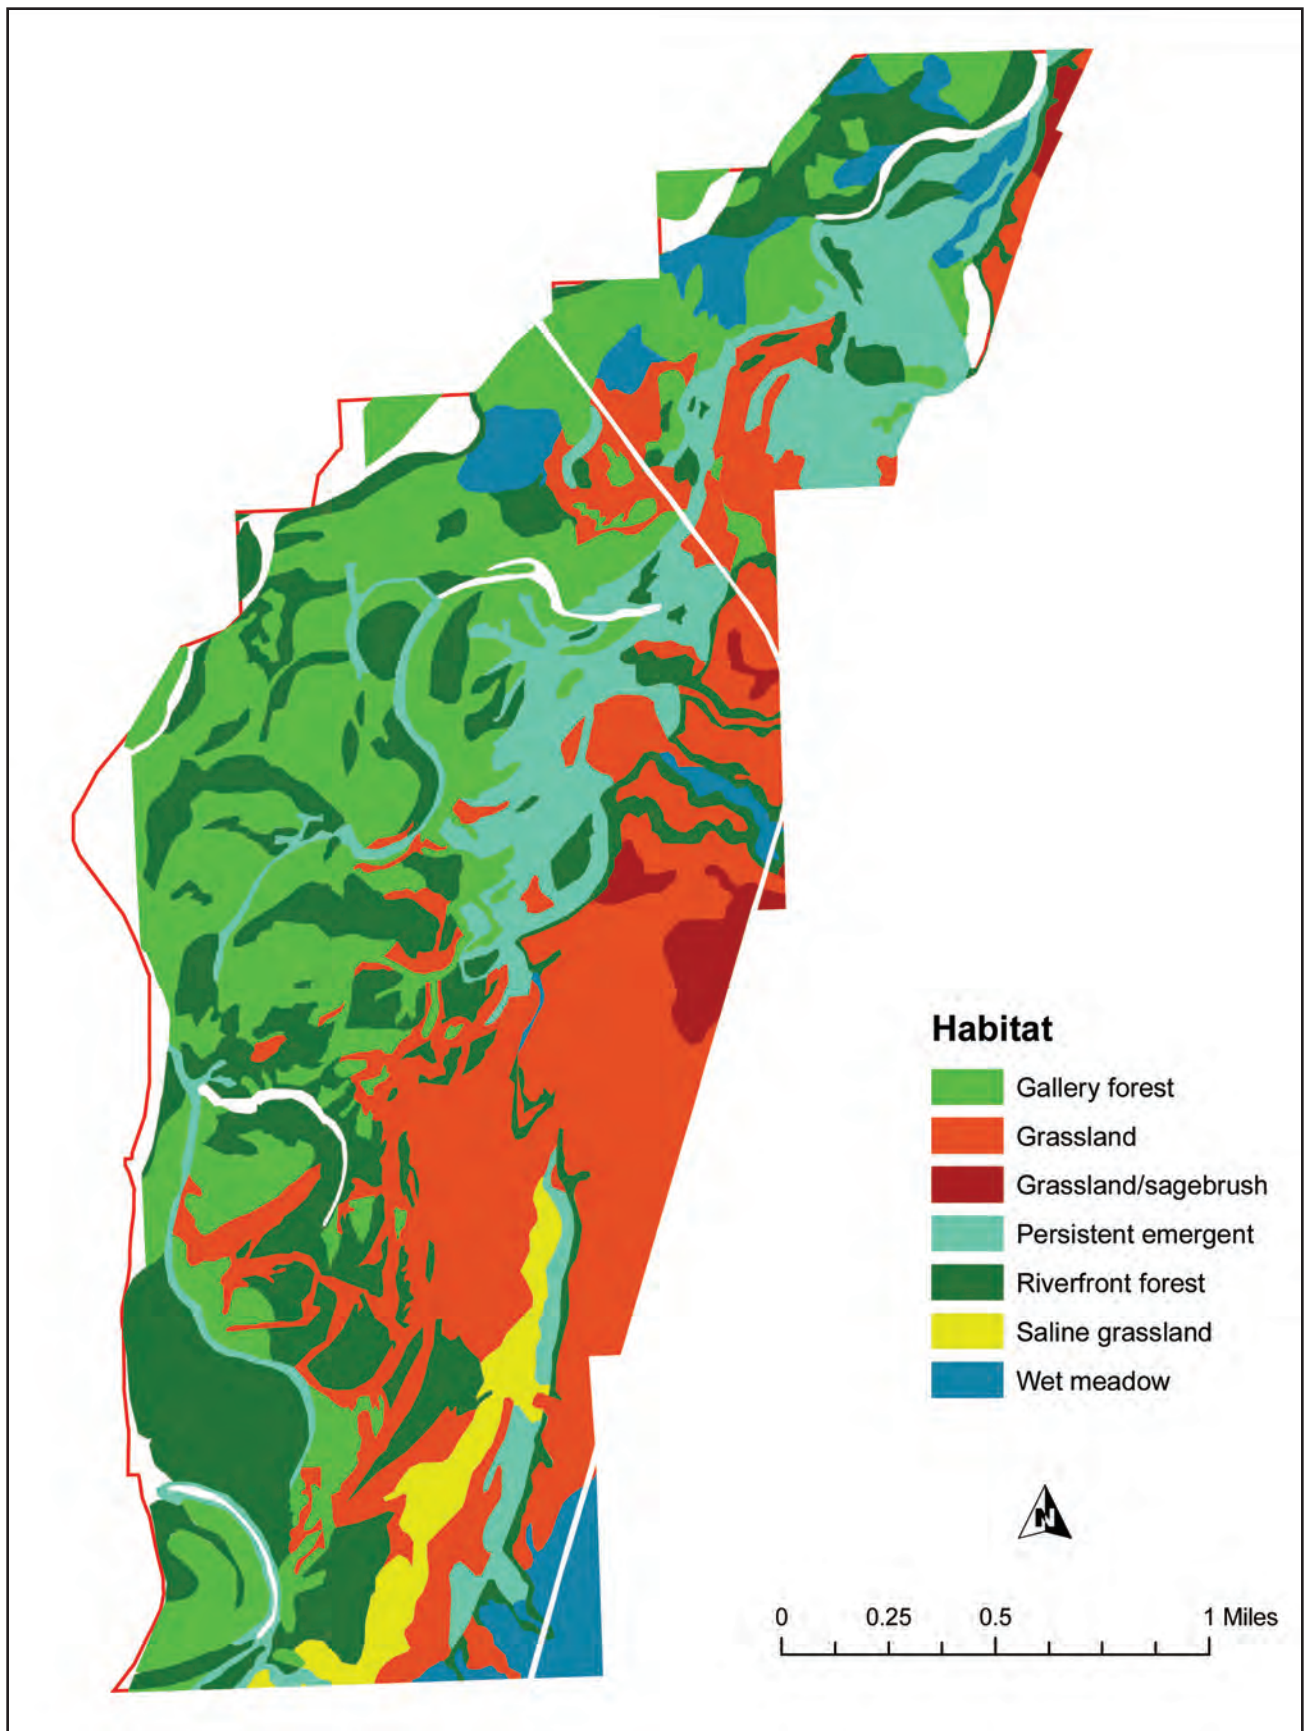 Habitat
Gallery forest
Grassland
Grassland/sagebrush
Persistent emergent
Riverfront forest
Saline grassland
Wet meadow
N
0 0.25 0.5 1 Miles